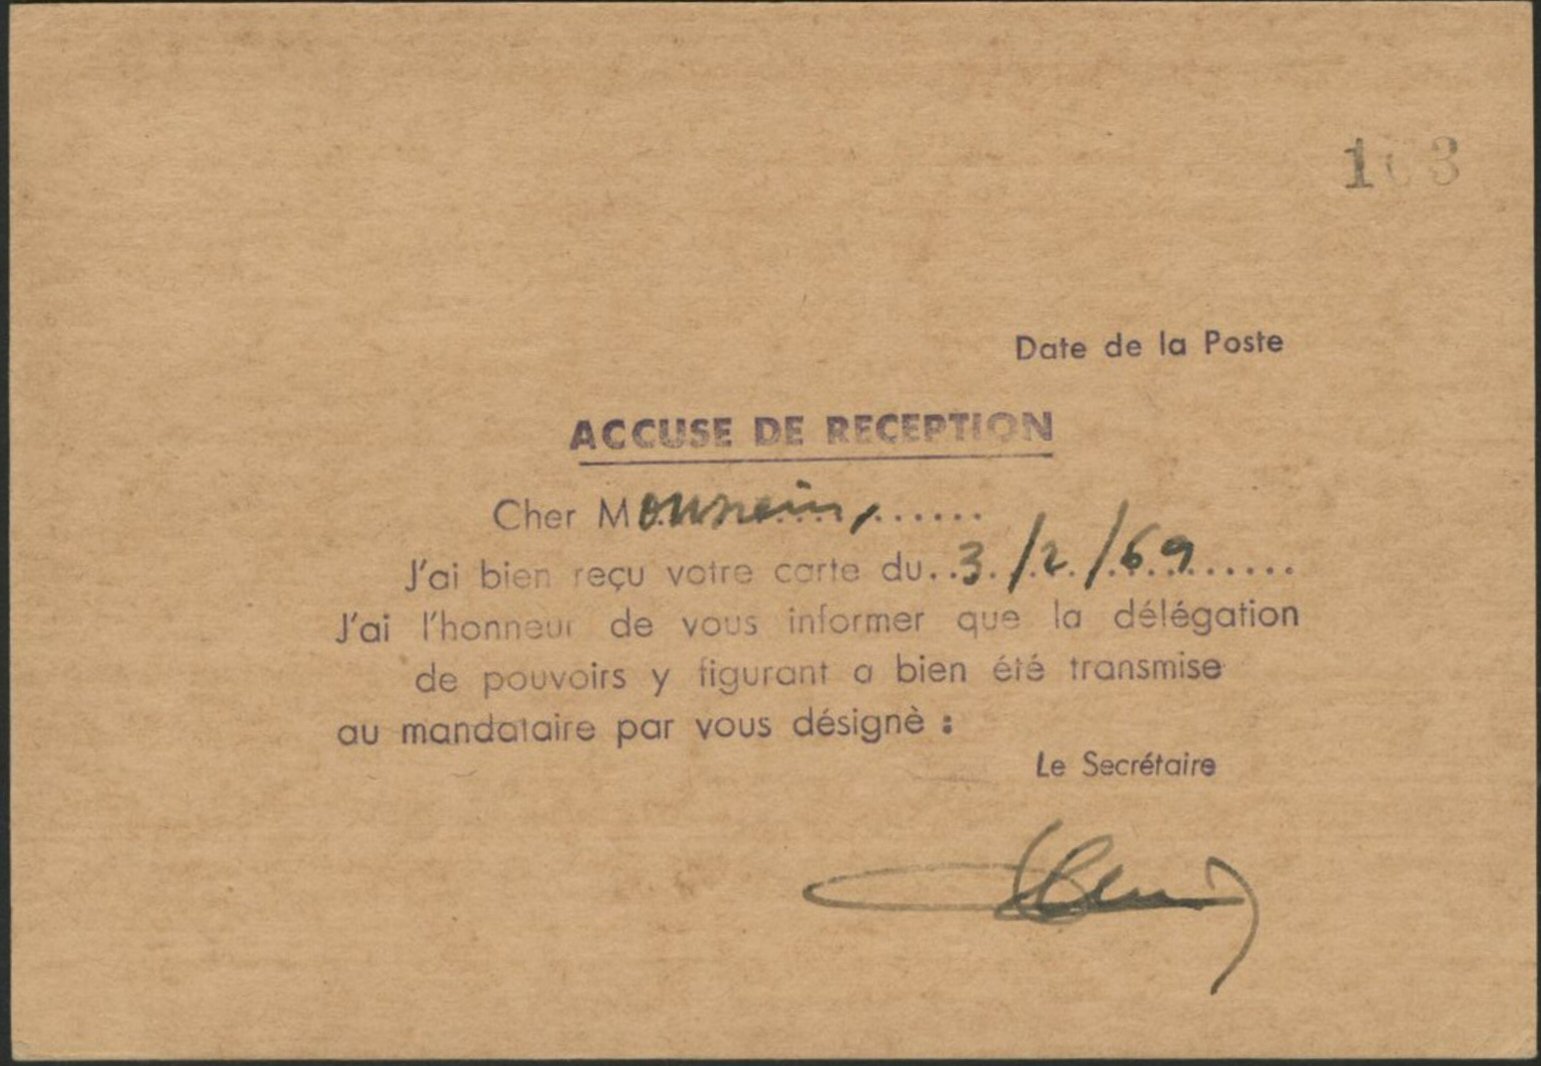 Date de la Poste
ACCUSE DE RECEPTION
Cher Monsieur,
J'ai bien reçu votre carte du..3./2./69.......
J'ai l'honneur de vous informer que la délégation
de pouvoirs y figurant a bien été transmise
au mandataire par vous désignè :
Le Secrétaire